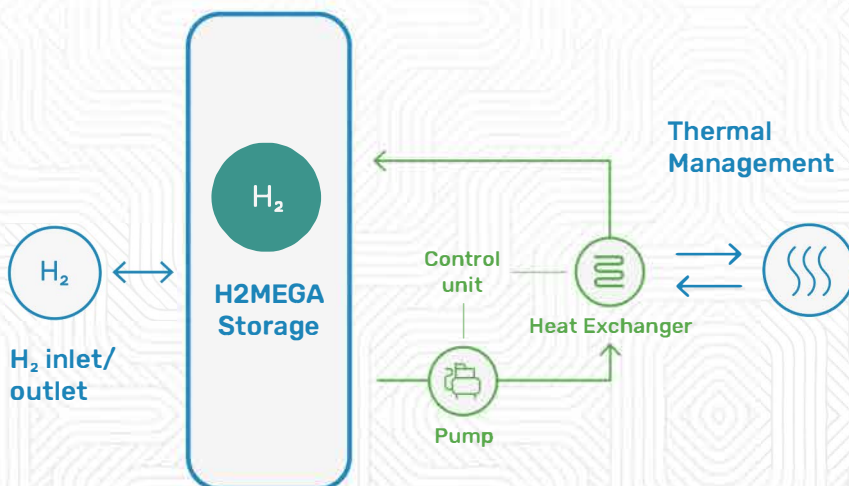 H₂
H₂
H₂ inlet/
outlet
H2MEGA
Storage
Control
unit
Pump
Heat Exchanger
Thermal
Management